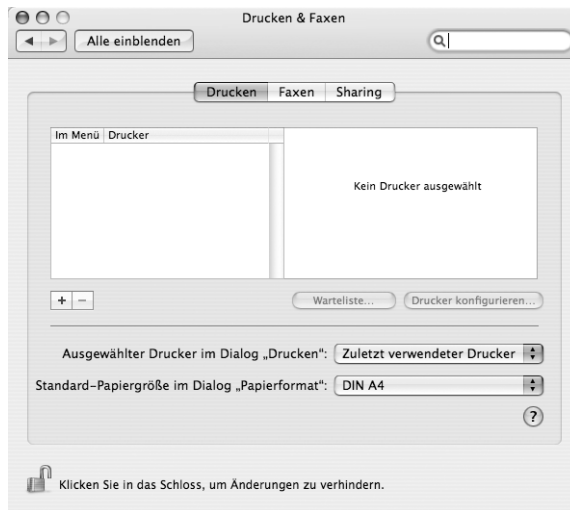 Drucken & Faxen
Alle einblenden
Drucken Faxen Sharing
Im Menü Drucker
Kein Drucker ausgewählt
+ −
Warteliste... Drucker konfigurieren...
Ausgewählter Drucker im Dialog „Drucken“: Zuletzt verwendeter Drucker
Standard-Papiergröße im Dialog „Papierformat“: DIN A4
?
Klicken Sie in das Schloss, um Änderungen zu verhindern.